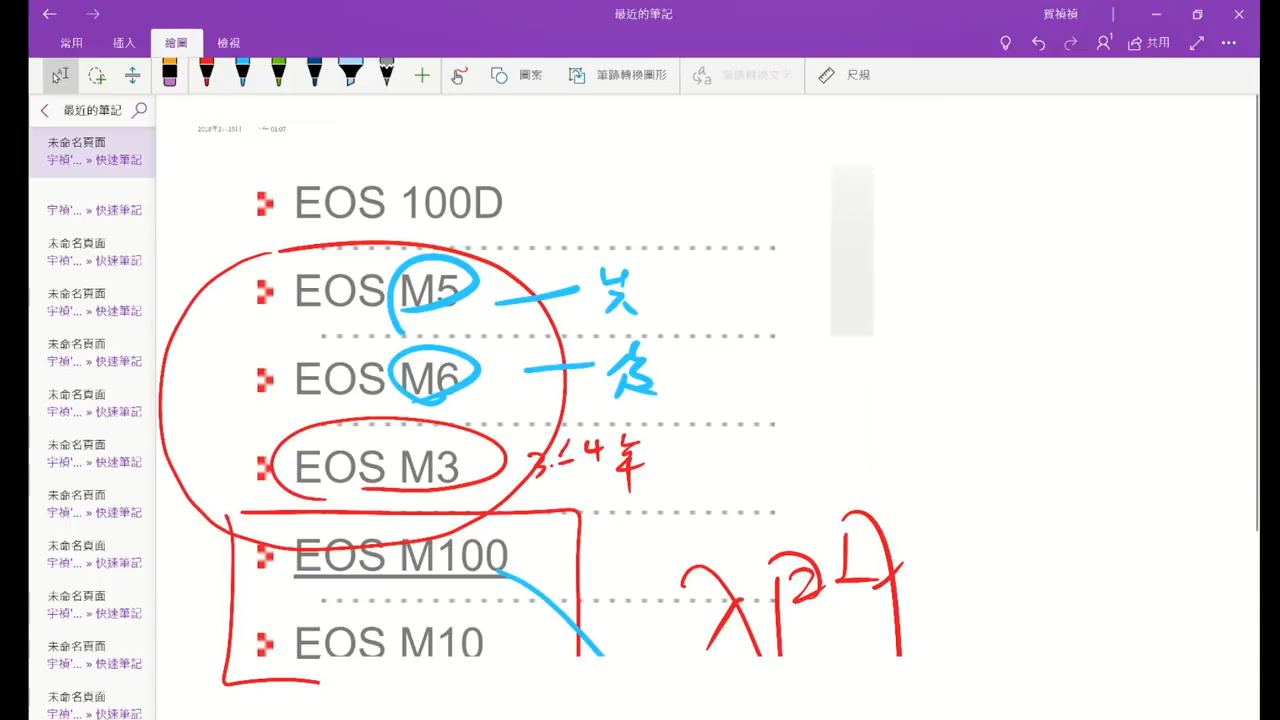 最近的筆記
賀禎禎
常用 插入 繪圖 檢視
共用
圖案 筆跡轉換圖形 筆跡轉換文字 尺規
最近的筆記
未命名頁面
宇禎'... » 快速筆記
宇禎'... » 快速筆記
未命名頁面
宇禎'... » 快速筆記
未命名頁面
宇禎'... » 快速筆記
未命名頁面
宇禎'... » 快速筆記
未命名頁面
宇禎'... » 快速筆記
未命名頁面
宇禎'... » 快速筆記
未命名頁面
宇禎'... » 快速筆記
未命名頁面
宇禎'... » 快速筆記
未命名頁面
宇禎'... » 快速筆記
未命名頁面
宇禎'... » 快速筆記
未命名頁面
01:07
EOS 100D
EOS M5
EOS M6
EOS M3
4年
EOS M100
EOS M10
入門